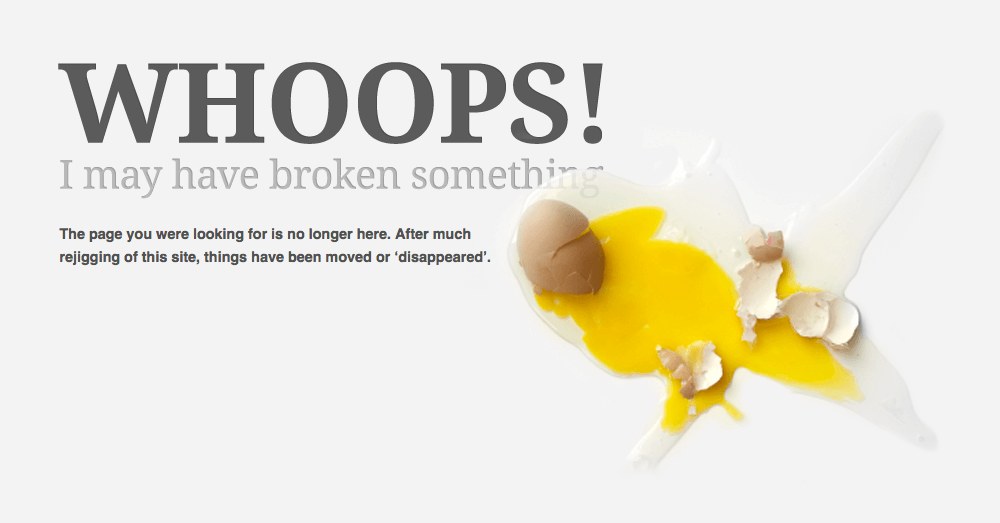 WHOOPS!
I may have broken something
The page you were looking for is no longer here. After much
rejigging of this site, things have been moved or ‘disappeared’.